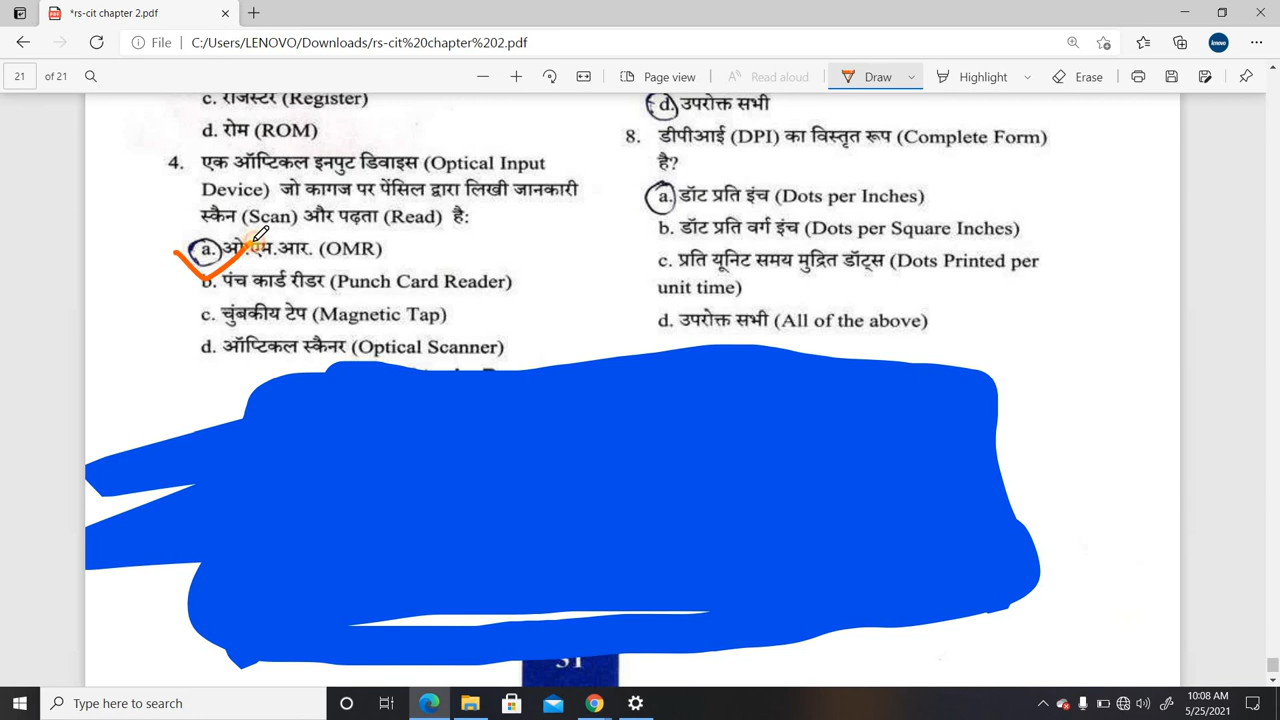 *rs-cit chapter 2.pdf
File
C:/Users/LENOVO/Downloads/rs-cit%20chapter%202.pdf
21 of 21
Page view
Read aloud
Draw
Highlight
Erase
c. राजस्टर (Register)
d. रोम (ROM)
4. एक ऑप्टिकल इनपुट डिवाइस (Optical Input
Device) जो कागज पर पेंसिल द्वारा लिखी जानकारी
स्कैन (Scan) और पढ़ता (Read) है:
a. ओ.एम.आर. (OMR)
b. पंच कार्ड रीडर (Punch Card Reader)
c. चुंबकीय टेप (Magnetic Tap)
d. ऑप्टिकल स्कैनर (Optical Scanner)
d. उपरोक्त सभी
8. डीपीआई (DPI) का विस्तृत रूप (Complete Form)
है?
a. डॉट प्रति इंच (Dots per Inches)
b. डॉट प्रति वर्ग इंच (Dots per Square Inches)
c. प्रति यूनिट समय मुद्रित डॉट्स (Dots Printed per
unit time)
d. उपरोक्त सभी (All of the above)
31
Type here to search
10:08 AM
5/25/2021